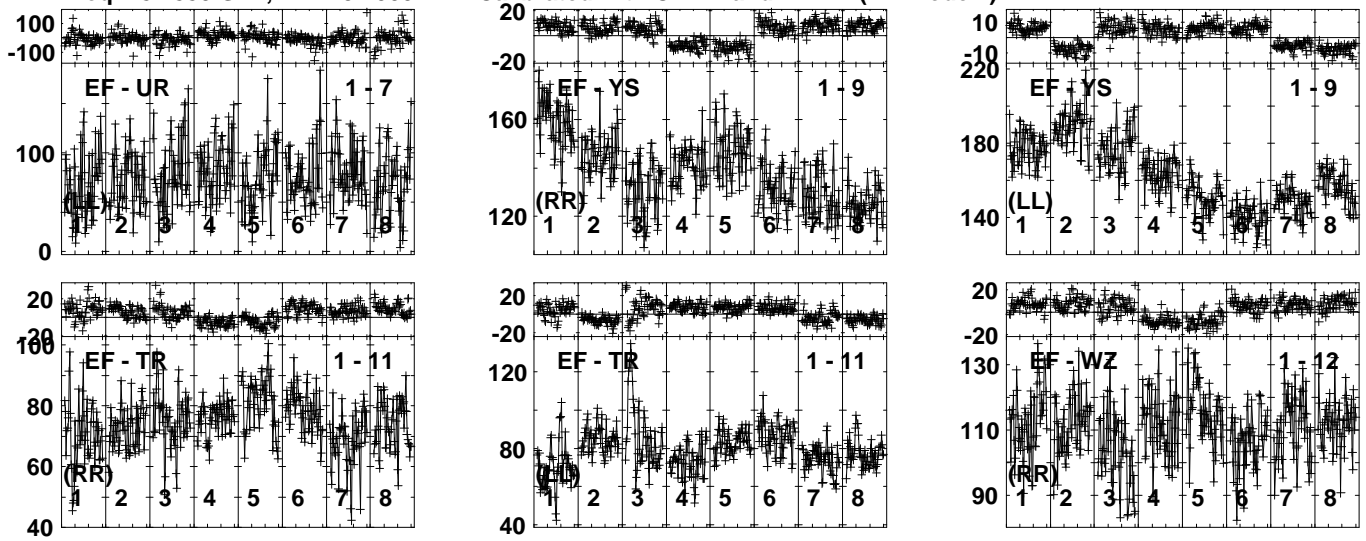 100
-100
EF - UR 1 - 7
100
(LL)
1 2 3 4 5 6 7 8
0
20
-20
EF - YS 1 - 9
160
(RR)
120
1 2 3 4 5 6 7 8
10
-10
220
EF - YS 1 - 9
180
(LL)
140
1 2 3 4 5 6 7 8
20
-20
100
EF - TR 1 - 11
80
60
(RR)
1 2 3 4 5 6 7 8
40
20
-20
EF - TR 1 - 11
120
80
(LL)
1 2 3 4 5 6 7 8
40
20
-20
EF - WZ 1 - 12
130
110
(RR)
90
1 2 3 4 5 6 7 8